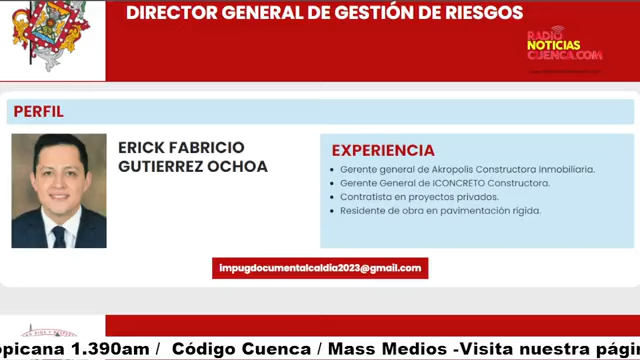 DIRECTOR GENERAL DE GESTIÓN DE RIESGOS
RADIO
NOTICIAS
CUENCA.COM
PERFIL
ERICK FABRICIO
GUTIERREZ OCHOA
EXPERIENCIA
Gerente general de Akropolis Constructora Inmobiliaria.
Gerente General de ICONCRETO Constructora.
Contratista en proyectos privados.
Residente de obra en pavimentación rígida.
impugdocumentalcaldia2023@gmail.com
opicana 1.390am / Código Cuenca / Mass Medios -Visita nuestra págin